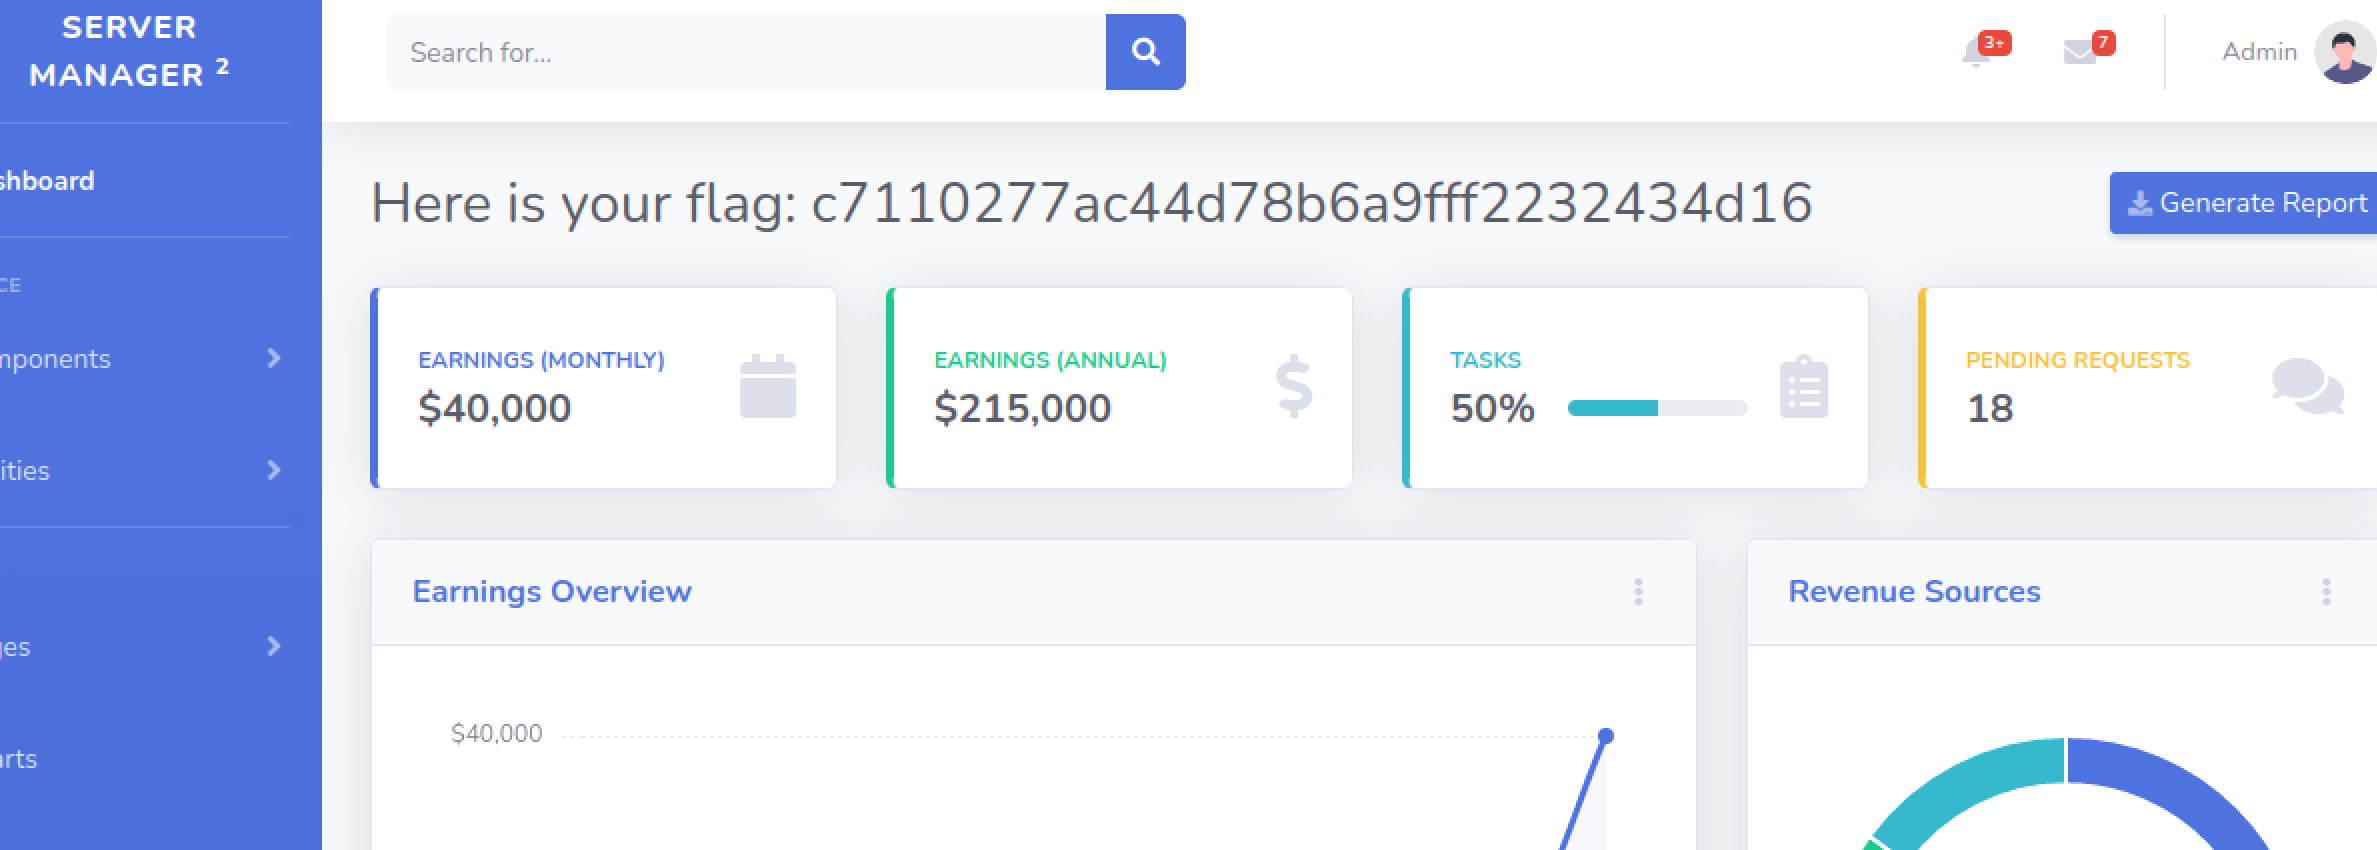 SERVER
MANAGER 2
Search for...
3+
7
Admin
shboard
Here is your flag: c7110277ac44d78b6a9fff2232434d16
Generate Report
CE
EARNINGS (MONTHLY)
$40,000
EARNINGS (ANNUAL)
$215,000
TASKS
50%
PENDING REQUESTS
18
mponents
ities
Earnings Overview
Revenue Sources
ges
$40,000
arts